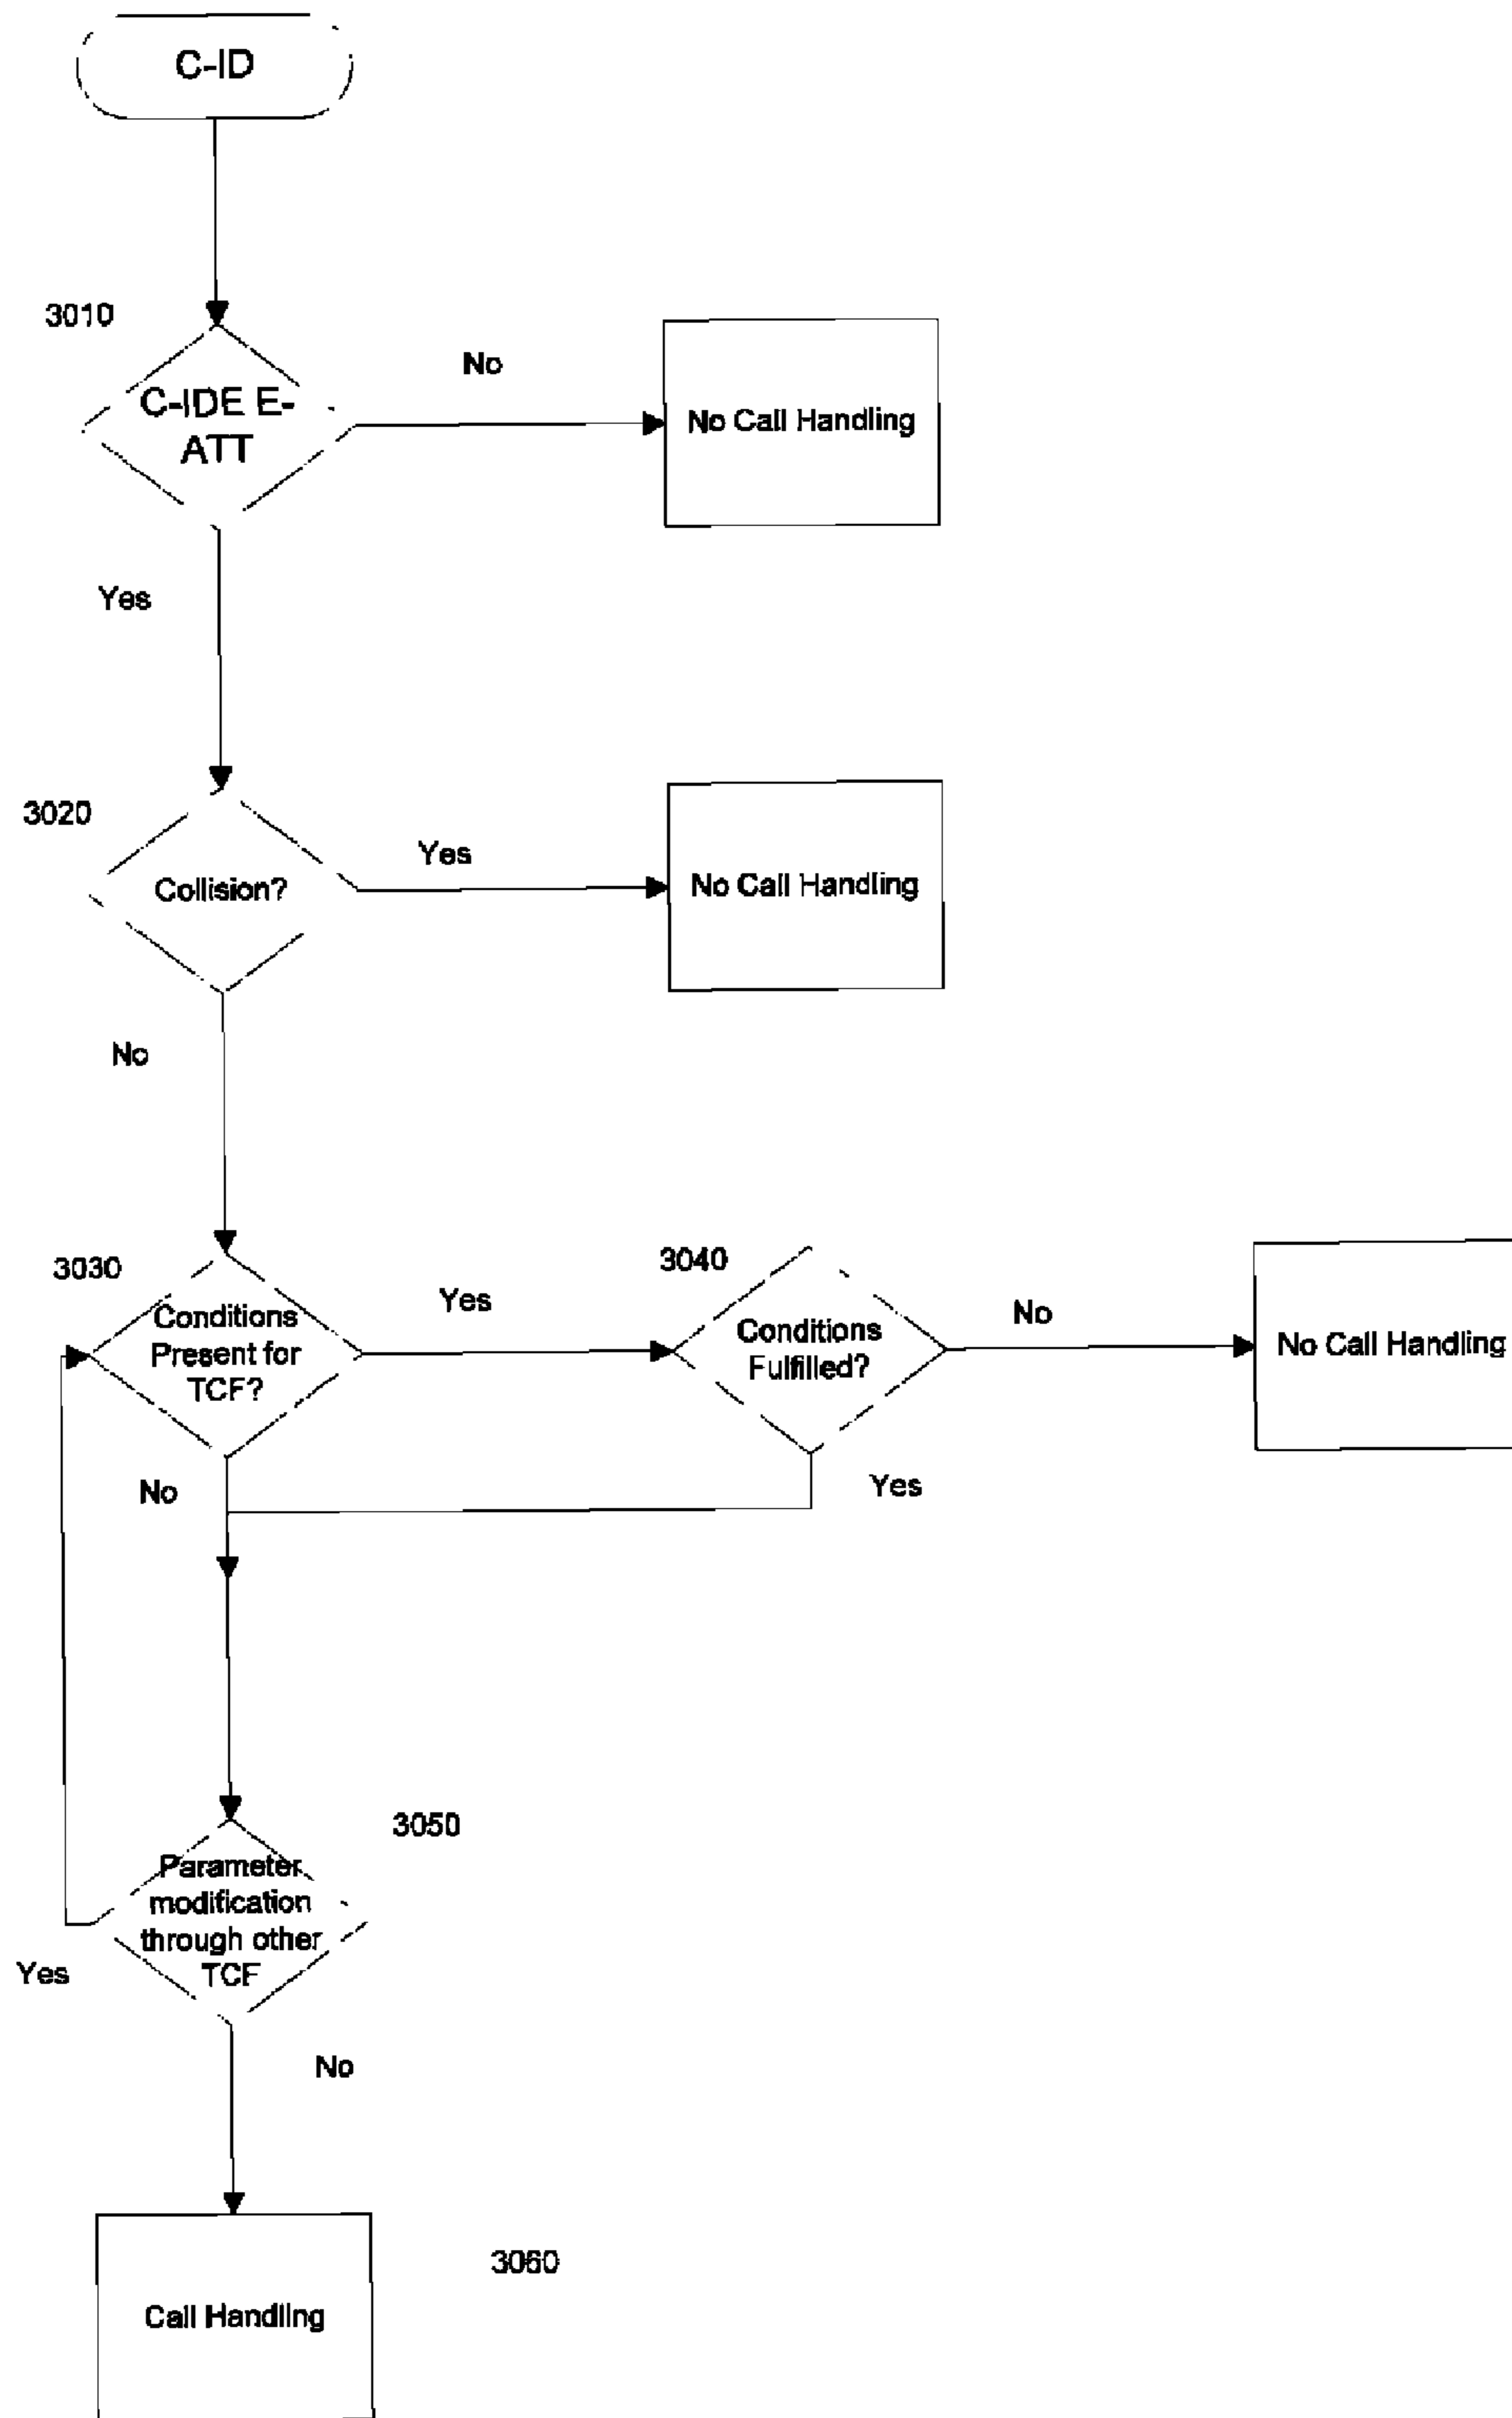 C-ID
3010
C-IDE E-
ATT
No
No Call Handling
Yes
3020
Collision?
Yes
No Call Handling
No
3030
Conditions
Present for
TCF?
Yes
3040
Conditions
Fulfilled?
No
No Call Handling
No
Yes
3050
Parameter
modification
through other
TCF
Yes
No
3060
Call Handling